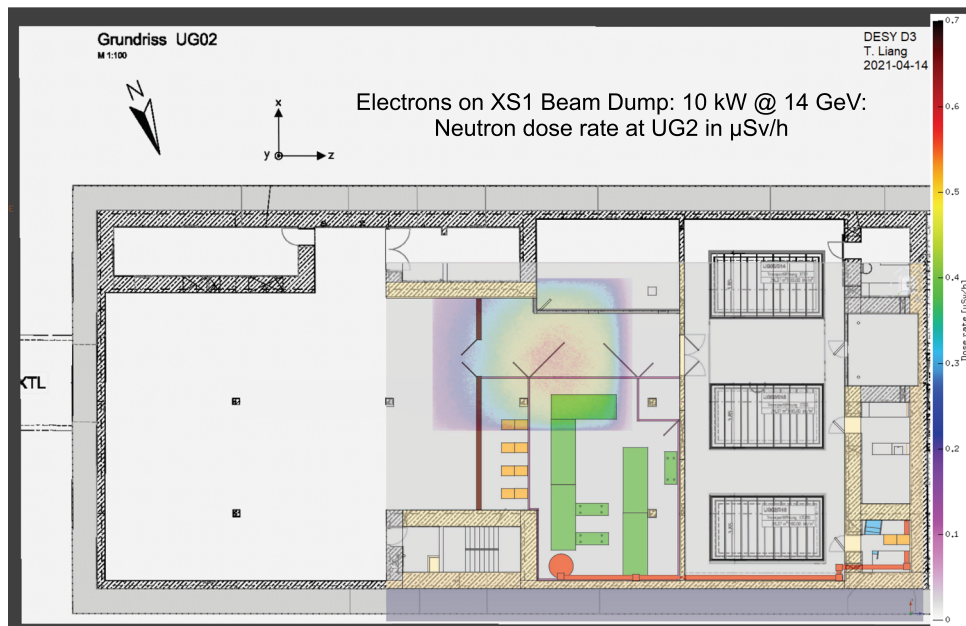 Grundriss UG02
M 1:100
DESY D3
T. Liang
2021-04-14
N
x
y
z
Electrons on XS1 Beam Dump: 10 kW @ 14 GeV:
Neutron dose rate at UG2 in µSv/h
XTL
0.7
0.6
0.5
0.4
0.3
0.2
0.1
0
Dose rate [uSv/h]